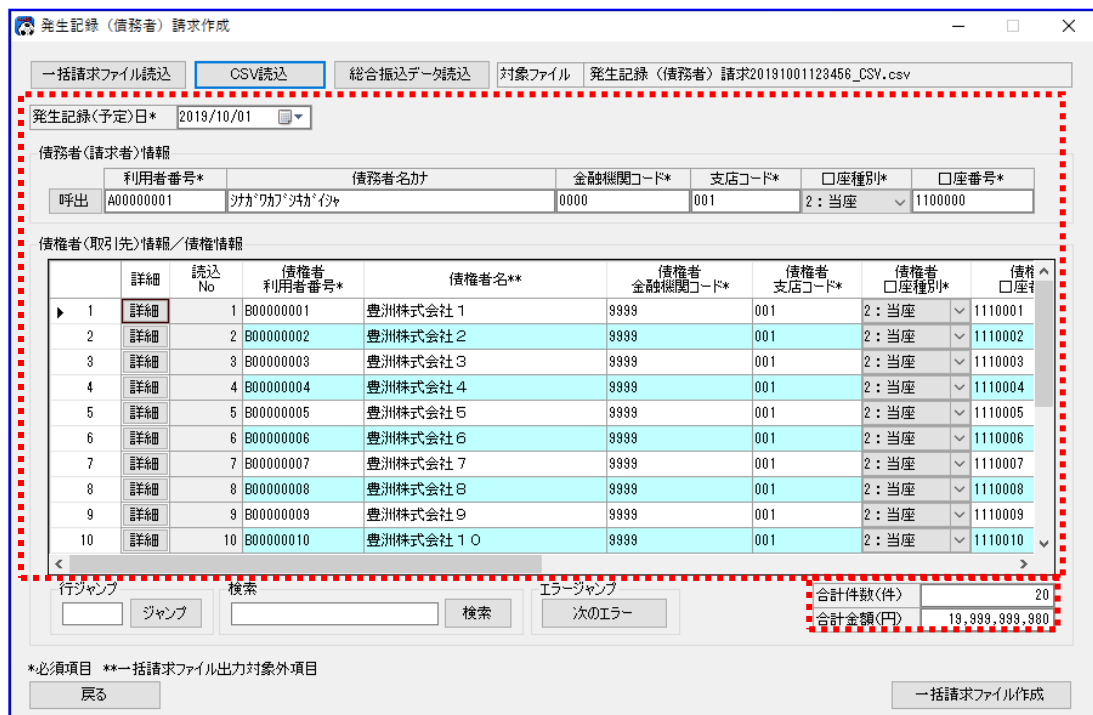 発生記録（債務者）請求作成
一括請求ファイル読込 CSV読込 総合振込データ読込 対象ファイル 発生記録（債務者）請求20191001123456_CSV.csv
発生記録(予定)日* 2019/10/01
債務者(請求者)情報
利用者番号* 債務者名カナ 金融機関コード* 支店コード* 口座種別* 口座番号*
呼出 A00000001 ｼﾅｶﾞﾜｶﾌﾞｼｷｶﾞｲｼｬ 0000 001 2：当座 1100000
債権者(取引先)情報／債権情報
詳細 読込No 債権者利用者番号* 債権者名** 債権者金融機関コード* 債権者支店コード* 債権者口座種別*
1 詳細 1 B00000001 豊洲株式会社１ 9999 001 2：当座 1110001
2 詳細 2 B00000002 豊洲株式会社２ 9999 001 2：当座 1110002
3 詳細 3 B00000003 豊洲株式会社３ 9999 001 2：当座 1110003
4 詳細 4 B00000004 豊洲株式会社４ 9999 001 2：当座 1110004
5 詳細 5 B00000005 豊洲株式会社５ 9999 001 2：当座 1110005
6 詳細 6 B00000006 豊洲株式会社６ 9999 001 2：当座 1110006
7 詳細 7 B00000007 豊洲株式会社７ 9999 001 2：当座 1110007
8 詳細 8 B00000008 豊洲株式会社８ 9999 001 2：当座 1110008
9 詳細 9 B00000009 豊洲株式会社９ 9999 001 2：当座 1110009
10 詳細 10 B00000010 豊洲株式会社１０ 9999 001 2：当座 1110010
行ジャンプ 検索 エラージャンプ 合計件数(件) 20
ジャンプ 検索 次のエラー 合計金額(円) 19,999,999,980
*必須項目 **一括請求ファイル出力対象外項目
戻る 一括請求ファイル作成